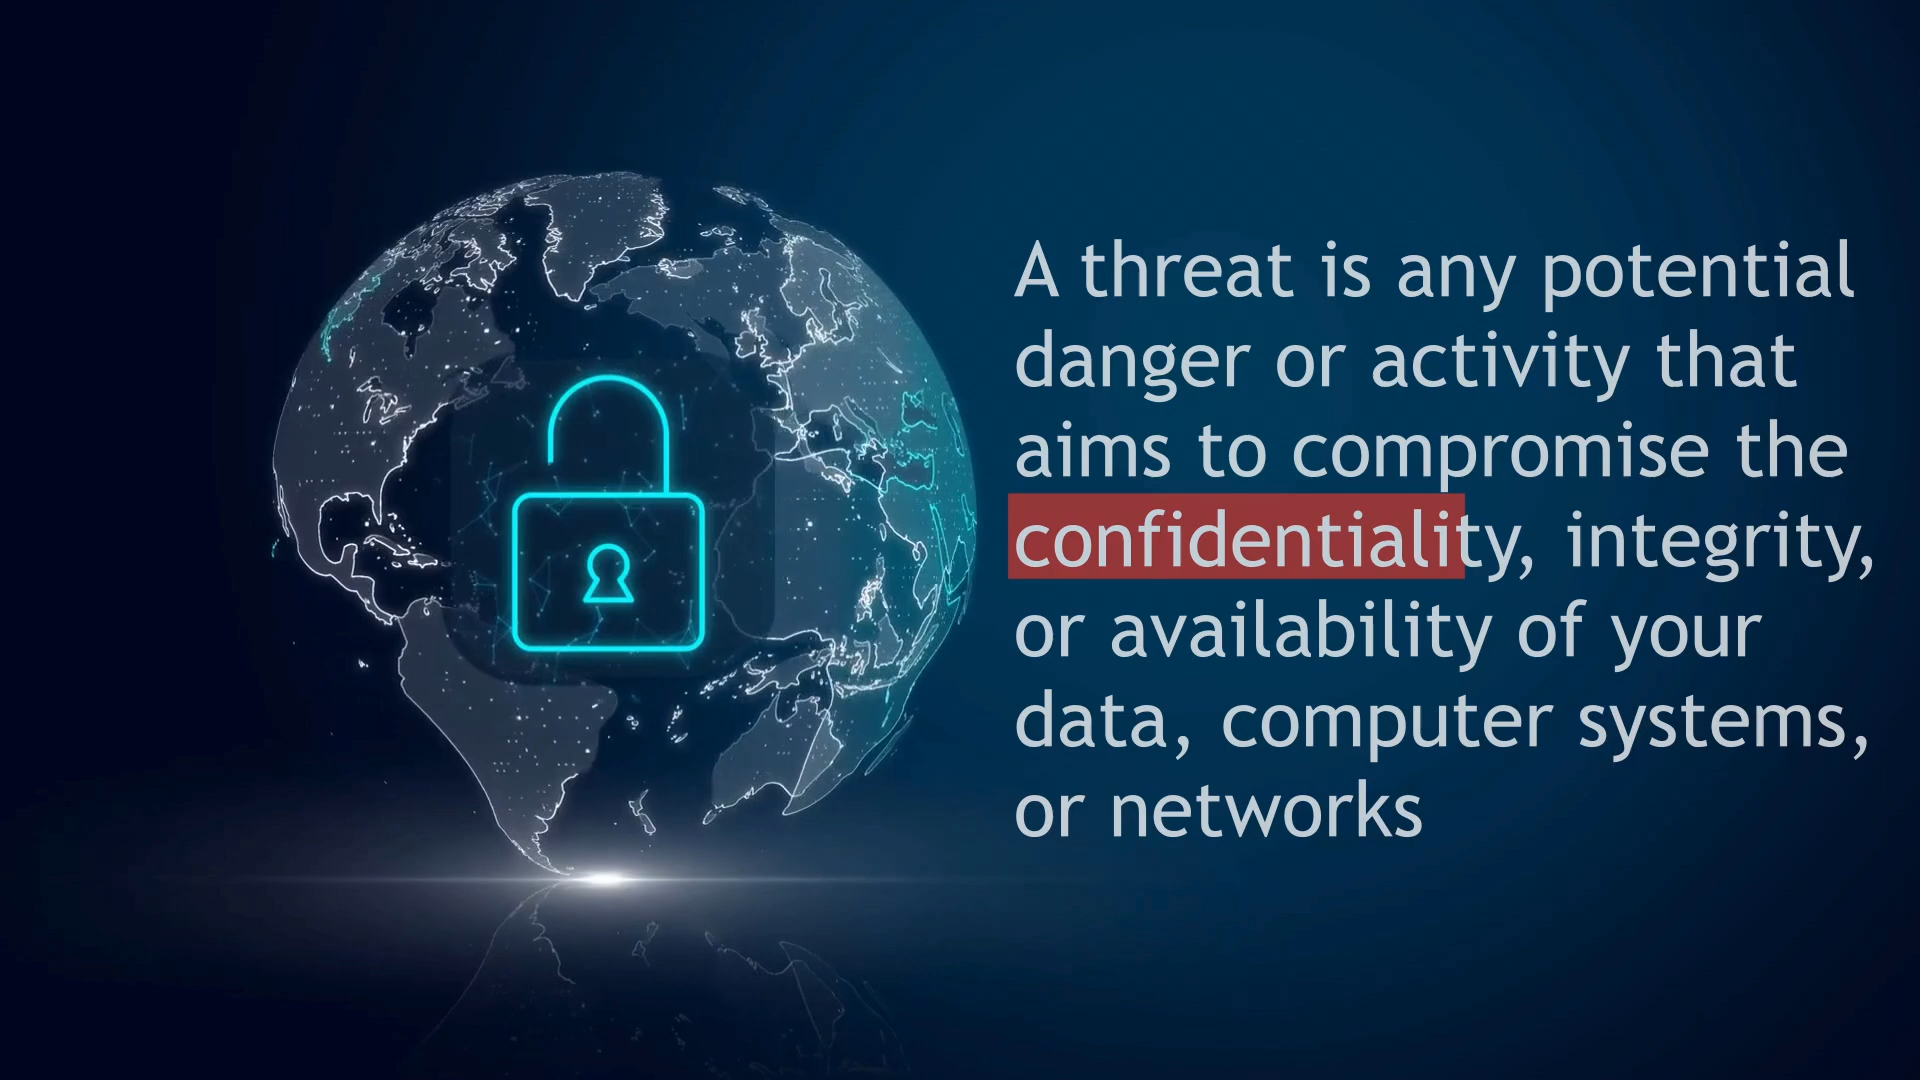 A threat is any potential
danger or activity that
aims to compromise the
confidentiality, integrity,
or availability of your
data, computer systems,
or networks